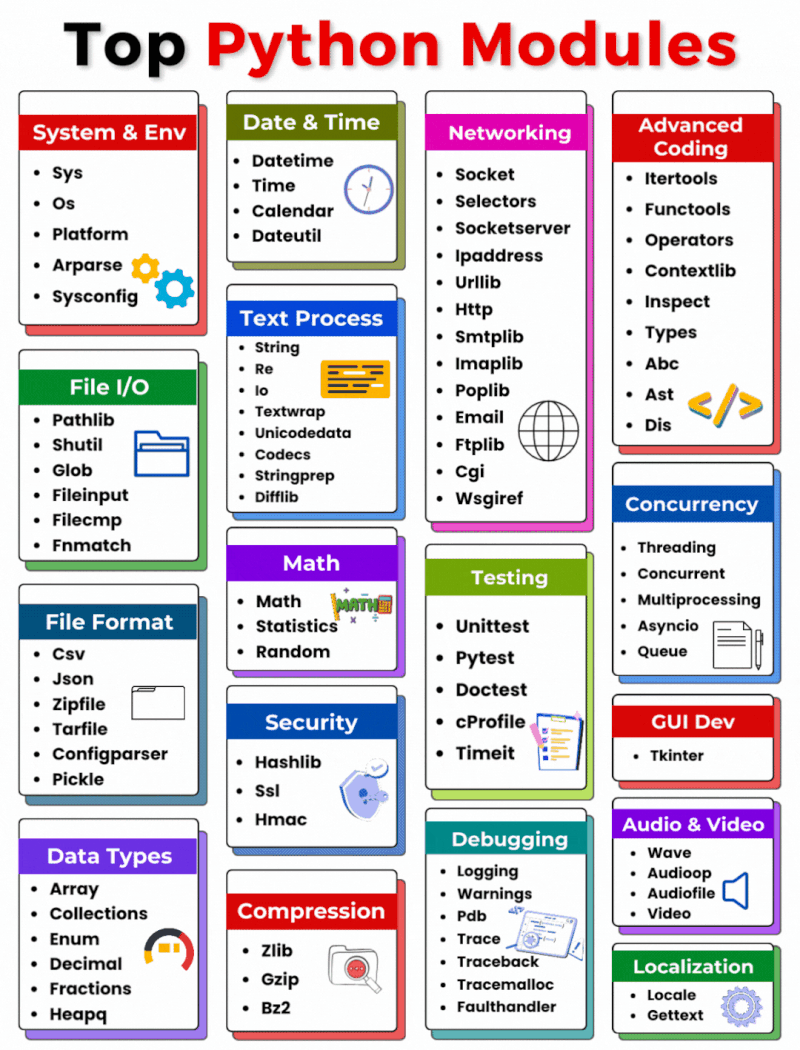 Top Python Modules
System & Env
Sys
Os
Platform
Arparse
Sysconfig
File I/O
Pathlib
Shutil
Glob
Fileinput
Filecmp
Fnmatch
File Format
Csv
Json
Zipfile
Tarfile
Configparser
Pickle
Data Types
Array
Collections
Enum
Decimal
Fractions
Heapq
Date & Time
Datetime
Time
Calendar
Dateutil
Text Process
String
Re
Io
Textwrap
Unicodedata
Codecs
Stringprep
Difflib
Math
Math
Statistics
Random
MATH
Security
Hashlib
Ssl
Hmac
Compression
Zlib
Gzip
Bz2
Networking
Socket
Selectors
Socketserver
Ipaddress
Urllib
Http
Smtplib
Imaplib
Poplib
Email
Ftplib
Cgi
Wsgiref
Testing
Unittest
Pytest
Doctest
cProfile
Timeit
Debugging
Logging
Warnings
Pdb
Trace
Traceback
Tracemalloc
Faulthandler
Advanced
Coding
Itertools
Functools
Operators
Contextlib
Inspect
Types
Abc
Ast
Dis
Concurrency
Threading
Concurrent
Multiprocessing
Asyncio
Queue
GUI Dev
Tkinter
Audio & Video
Wave
Audioop
Audiofile
Video
Localization
Locale
Gettext